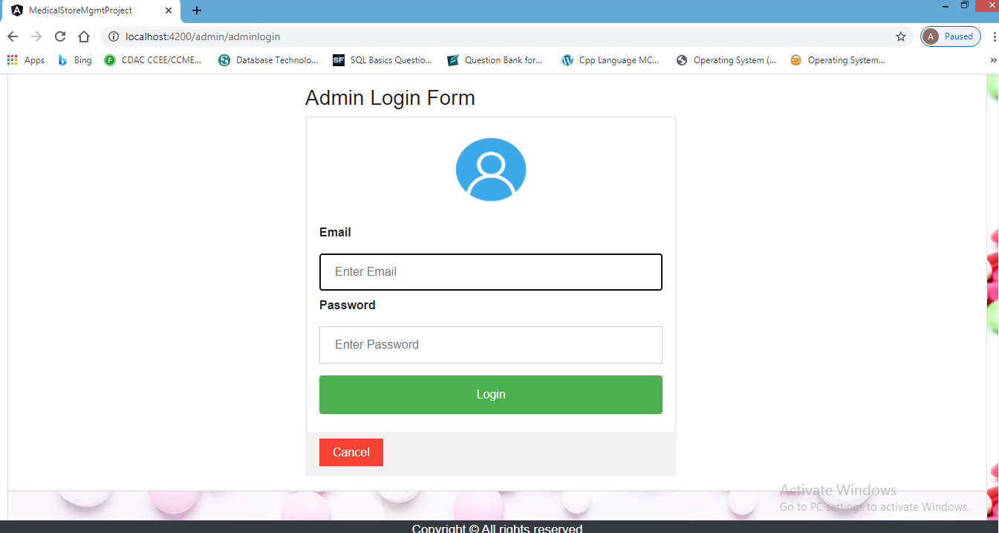 MedicalStoreMgmtProject
localhost:4200/admin/adminlogin
A Paused
Apps Bing CDAC CCEE/CCME... Database Technolo... SF SQL Basics Questio... Question Bank for... Cpp Language MC... Operating System (... Operating System...
Admin Login Form
Email
Enter Email
Password
Enter Password
Login
Cancel
Activate Windows
Go to PC settings to activate Windows.
Copyright © All rights reserved